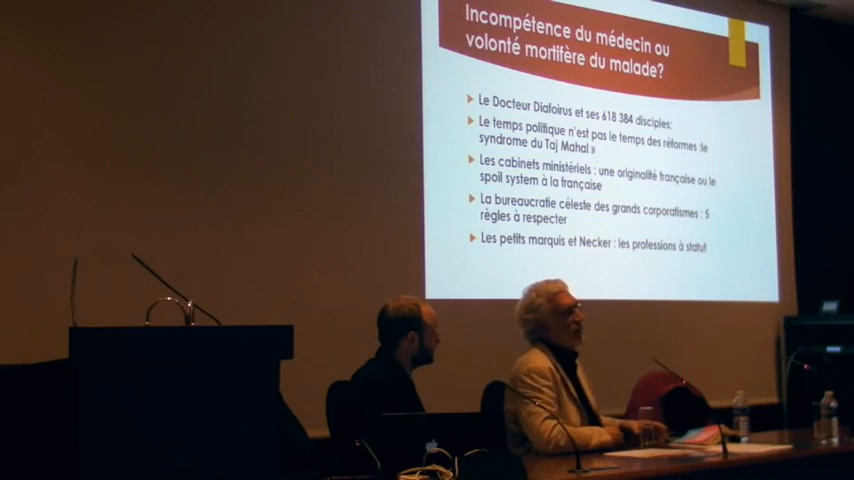 Incompétence du médecin ou
volonté mortifère du malade?
Le Docteur Diafoirus et ses 618 384 disciples:
Le temps politique n'est pas le temps des réformes :le
syndrome du Taj Mahal »
Les cabinets ministériels : une originalité française ou le
spoil system à la française
La bureaucratie céleste des grands corporatismes : 5
règles à respecter
Les petits marquis et Necker : les professions à statut